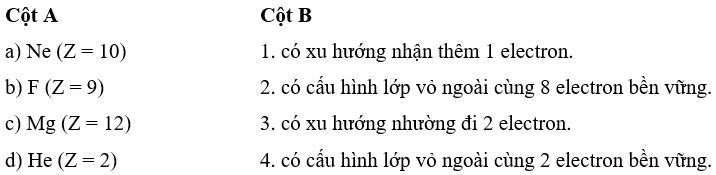 Cột A Cột B
a) Ne (Z = 10) 1. có xu hướng nhận thêm 1 electron.
b) F (Z = 9) 2. có cấu hình lớp vỏ ngoài cùng 8 electron bền vững.
c) Mg (Z = 12) 3. có xu hướng nhường đi 2 electron.
d) He (Z = 2) 4. có cấu hình lớp vỏ ngoài cùng 2 electron bền vững.